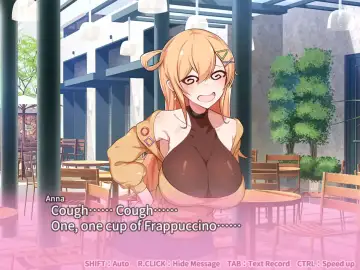 Anna
Cough…… Cough……
One, one cup of Frappuccino……
SHIFT : Auto R.CLICK : Hide Message TAB : Text Record CTRL : Speed up